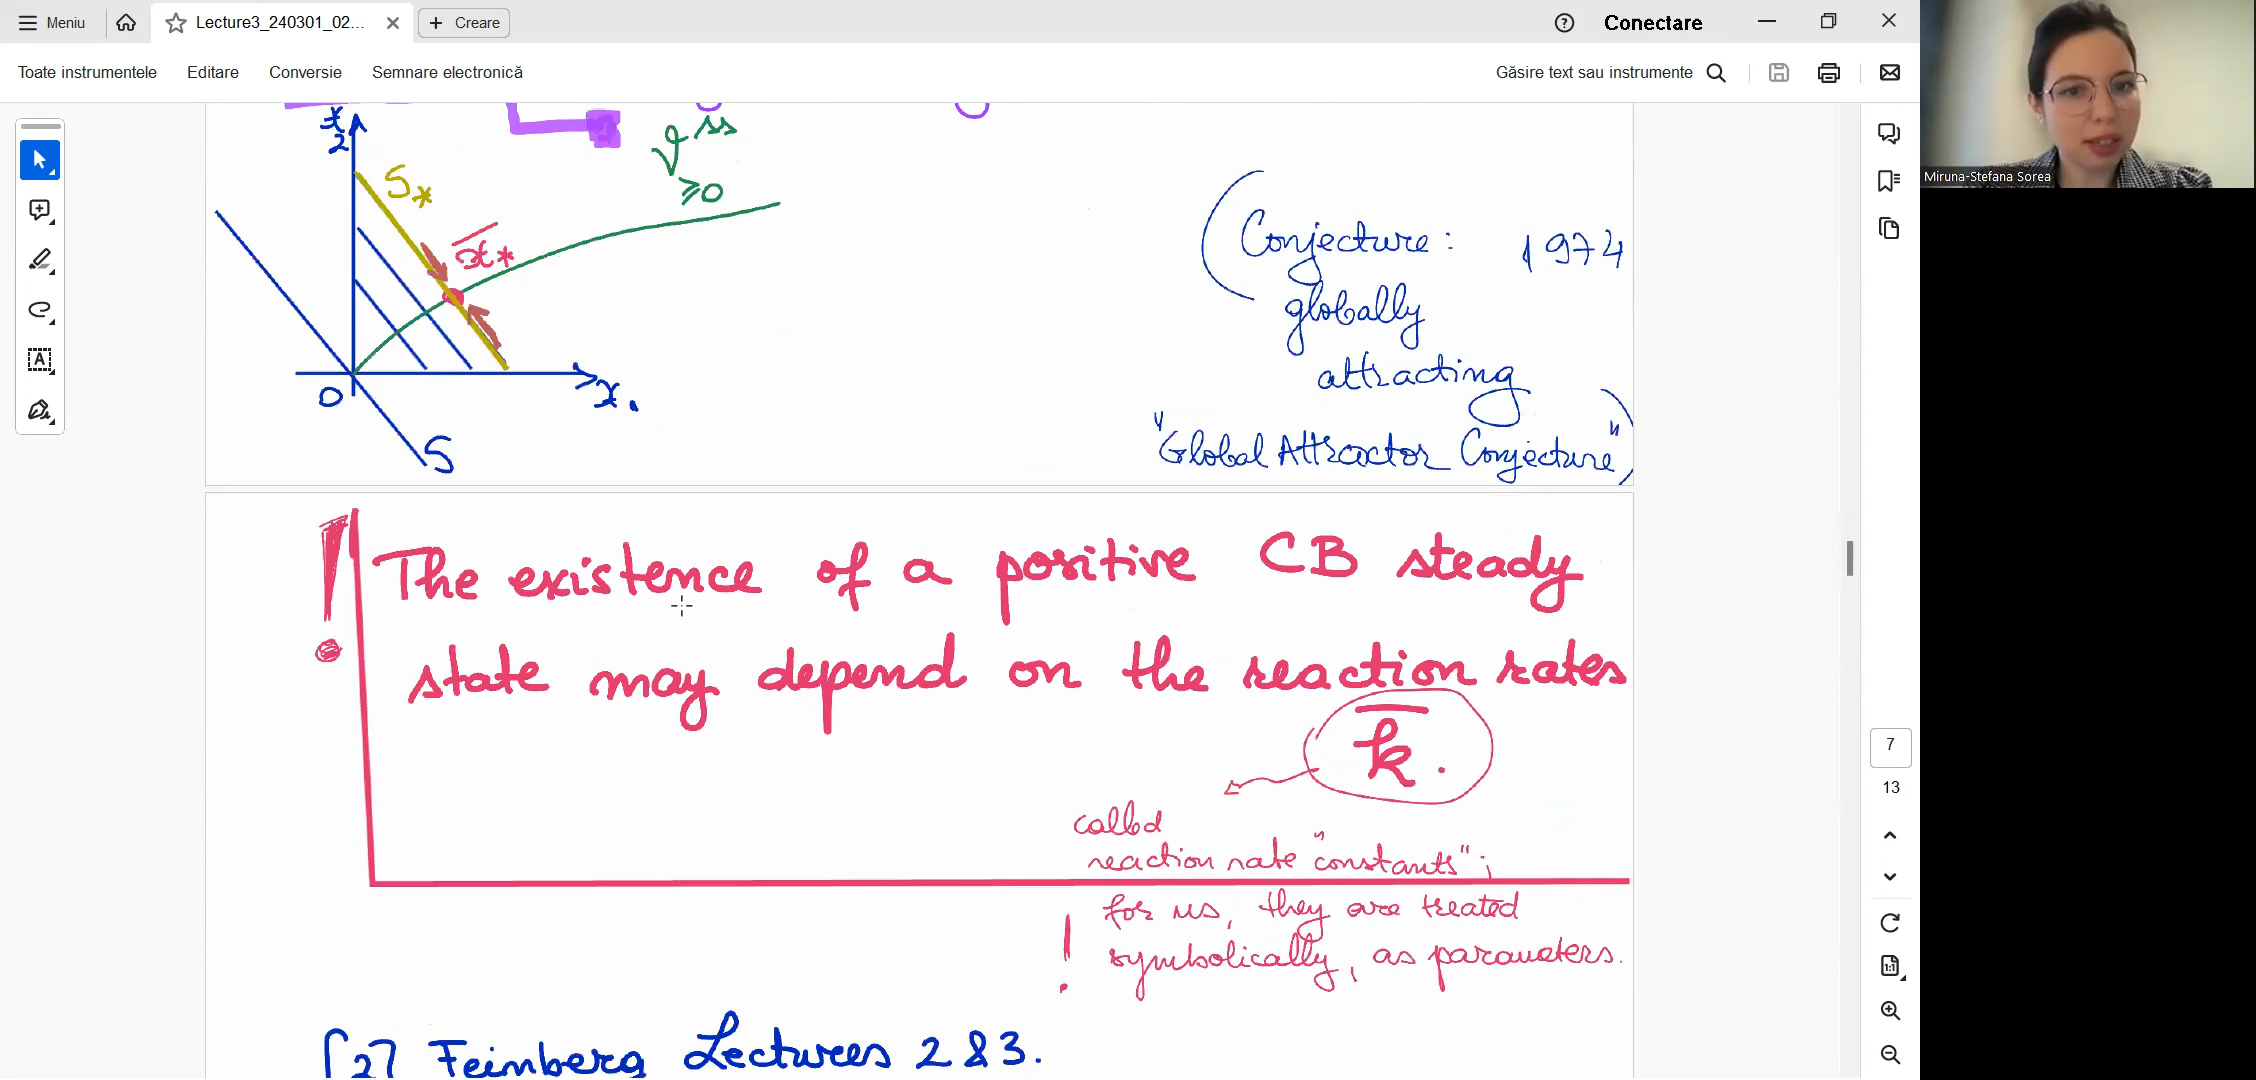 Meniu
Lecture3_240301_02...
Creare
Conectare
Toate instrumentele
Editare
Conversie
Semnare electronică
Găsire text sau instrumente
Miruna-Stefana Sorea
x2
S*
x*
V ss ≥0
0
x1
S
(Conjecture: 1974
globally
attracting
"Global Attractor Conjecture")
! The existence of a positive CB steady
state may depend on the reaction rates
k.
called
reaction rate "constants";
for us, they are treated
! symbolically, as parameters.
[2] Feinberg Lectures 2 & 3.
7
13